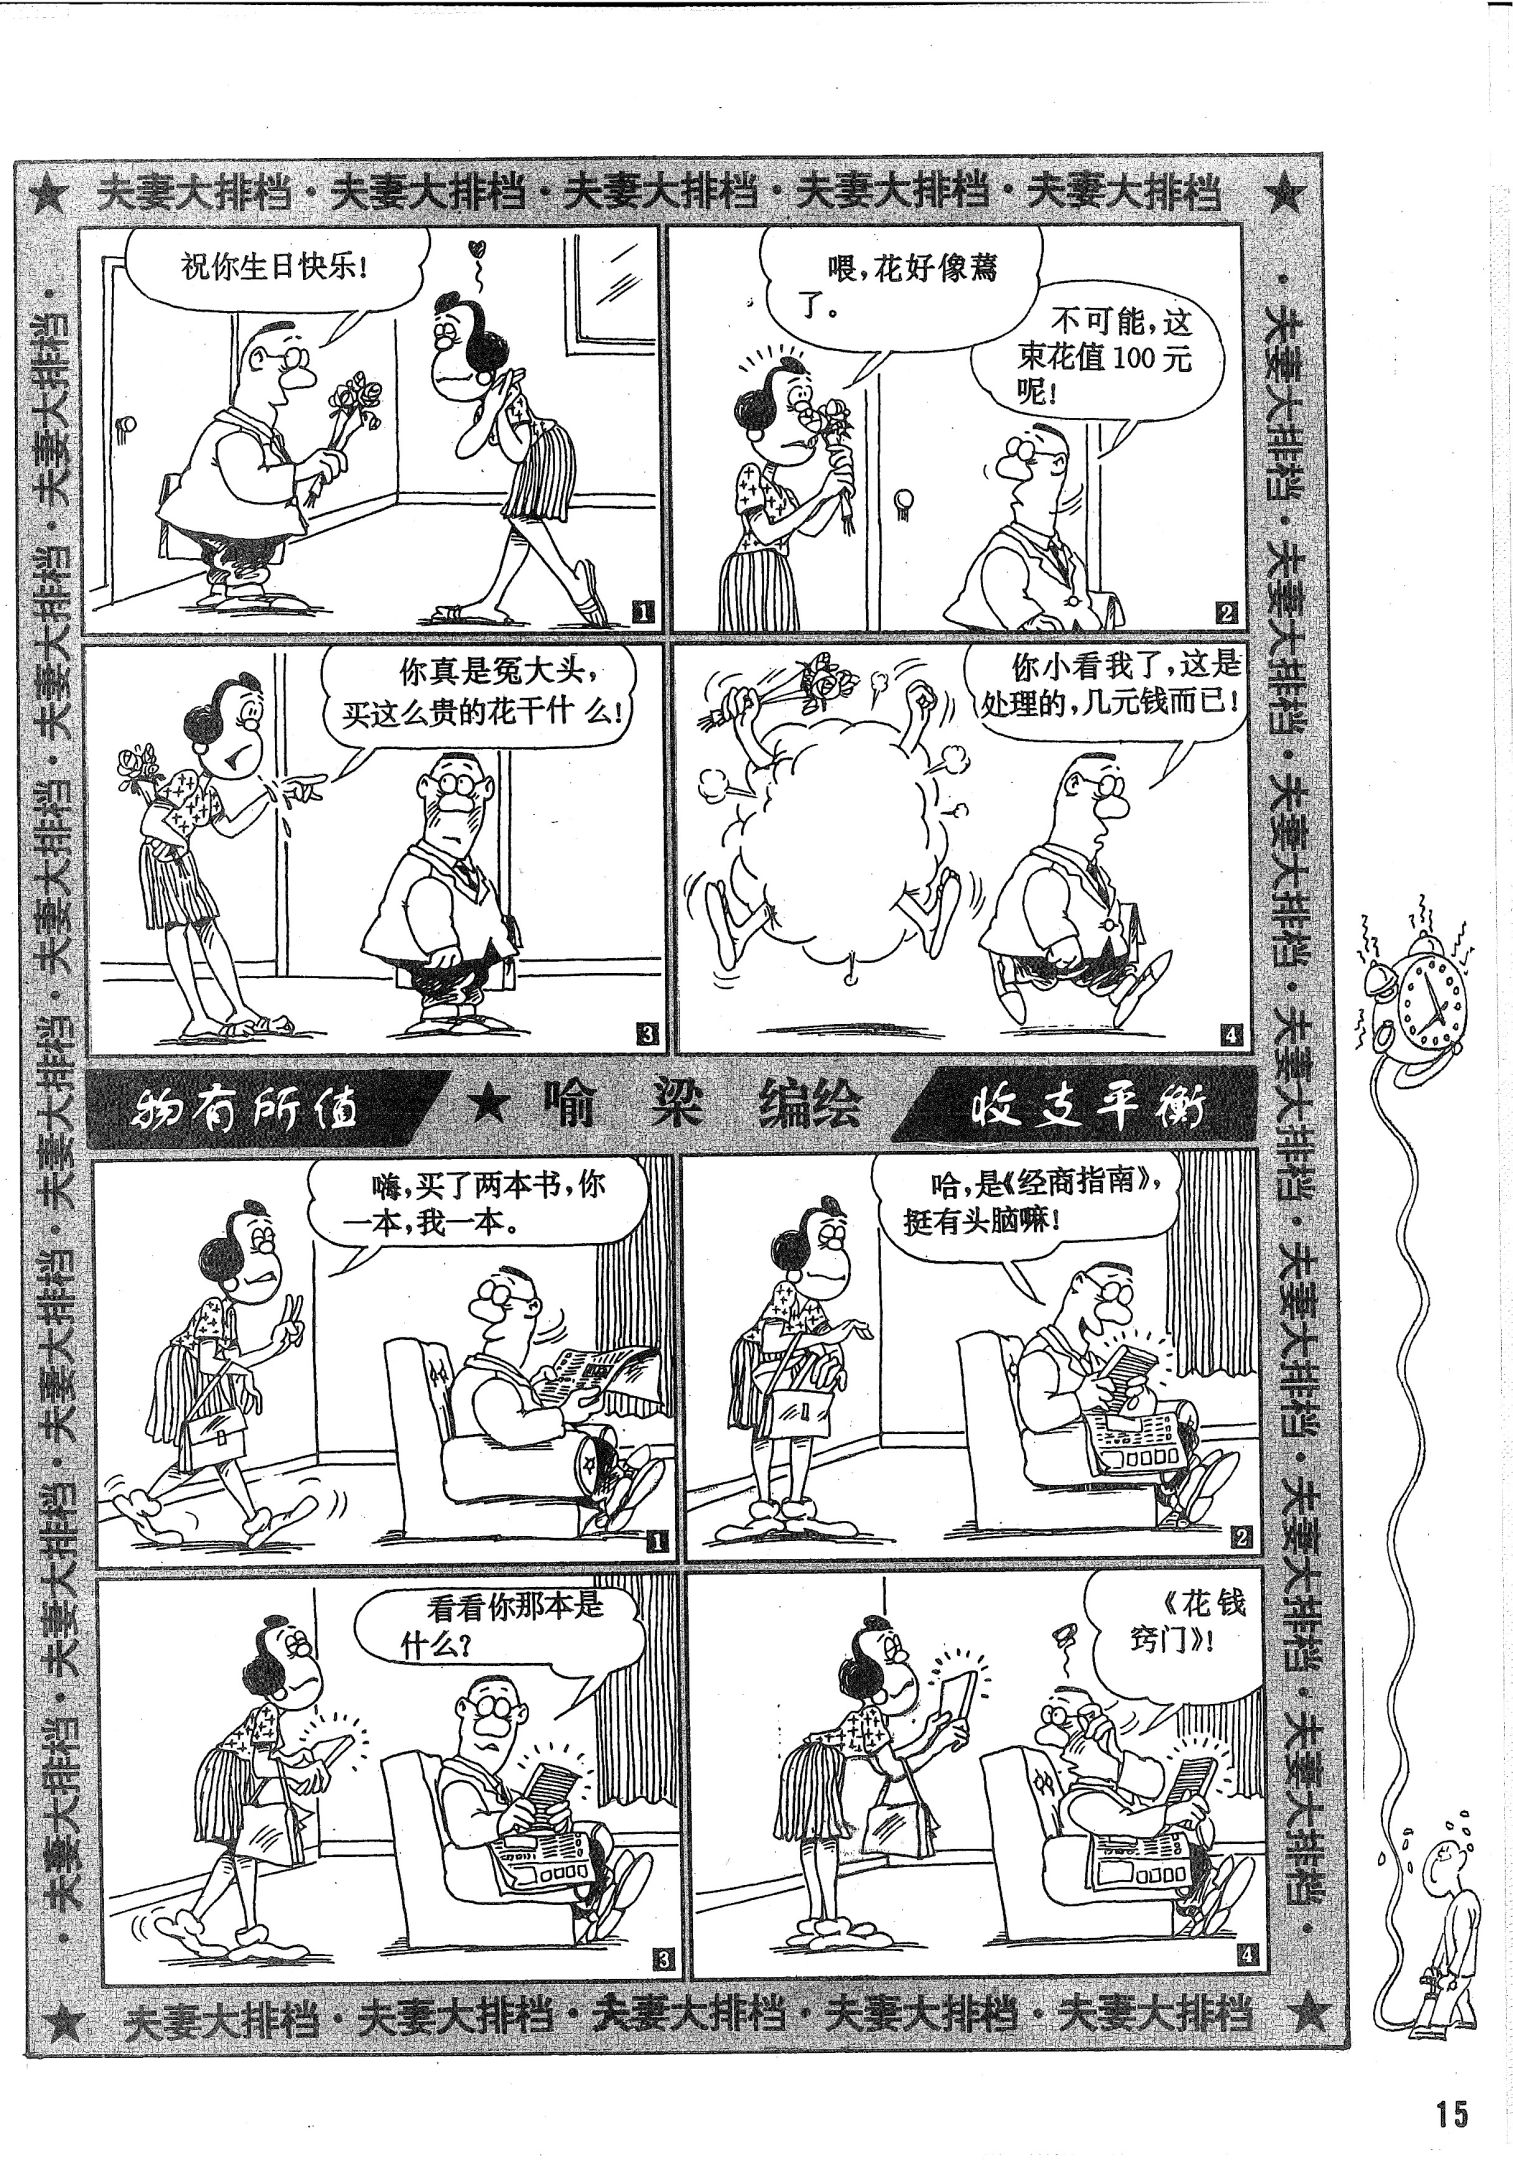 夫妻大排档·夫妻大排档·夫妻大排档·夫妻大排档·夫妻大排档
·夫妻大排档·夫妻大排档·夫妻大排档·夫妻大排档·夫妻大排档·夫妻大排档·夫妻大排档·
祝你生日快乐!
1
喂,花好像蔫
了。
不可能,这
束花值100元
呢!
2
你真是冤大头,
买这么贵的花干什么!
3
你小看我了,这是
处理的,几元钱而已!
4
物有所值
喻梁 编绘
收支平衡
嗨,买了两本书,你
一本,我一本。
1
哈,是《经商指南》,
挺有头脑嘛!
2
看看你那本是
什么?
3
《花钱
窍门》!
4
·夫妻大排档·夫妻大排档·夫妻大排档·夫妻大排档·夫妻大排档·夫妻大排档·夫妻大排档·
夫妻大排档·夫妻大排档·夫妻大排档·夫妻大排档·夫妻大排档
15